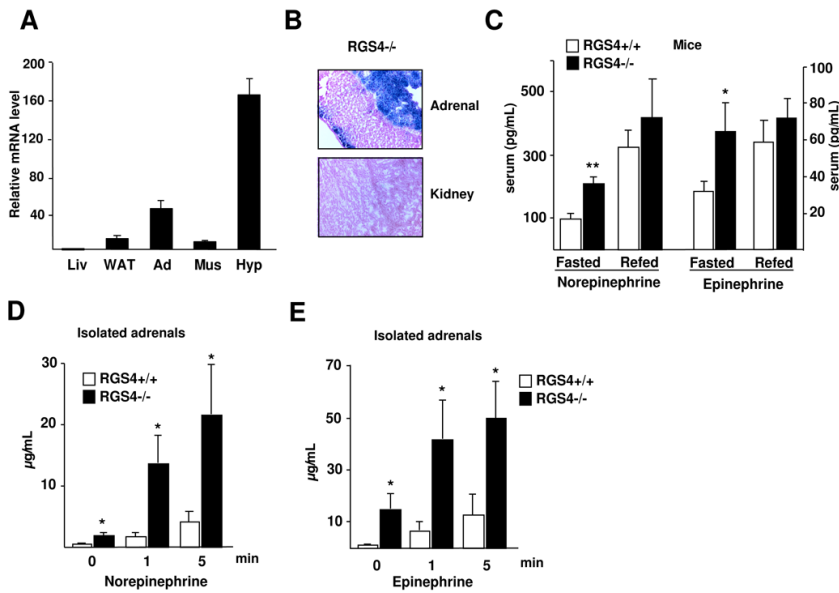 A
Relative mRNA level
200
160
120
80
40
Liv WAT Ad Mus Hyp
B
RGS4-/-
Adrenal
Kidney
C
RGS4+/+
RGS4-/-
Mice
serum (pg/mL)
500
300
100
100
80
60
40
20
serum (pg/mL)
** *
Fasted Refed Fasted Refed
Norepinephrine Epinephrine
D
Isolated adrenals
RGS4+/+
RGS4-/-
µg/mL
30
20
10
* * *
0 1 5 min
Norepinephrine
E
Isolated adrenals
RGS4+/+
RGS4-/-
µg/mL
70
50
30
10
* * *
0 1 5 min
Epinephrine